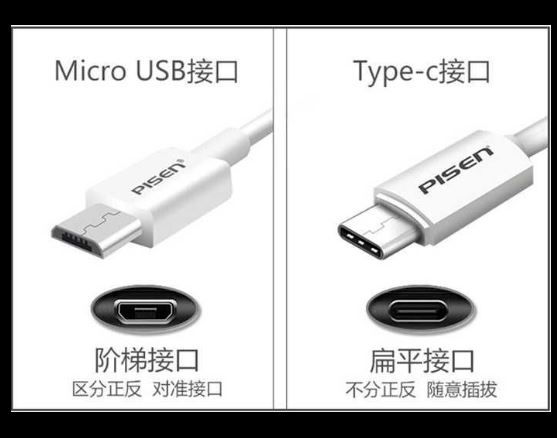 Micro USB接口
PISEN®
阶梯接口
区分正反 对准接口
Type-c接口
PISEN
扁平接口
不分正反 随意插拔